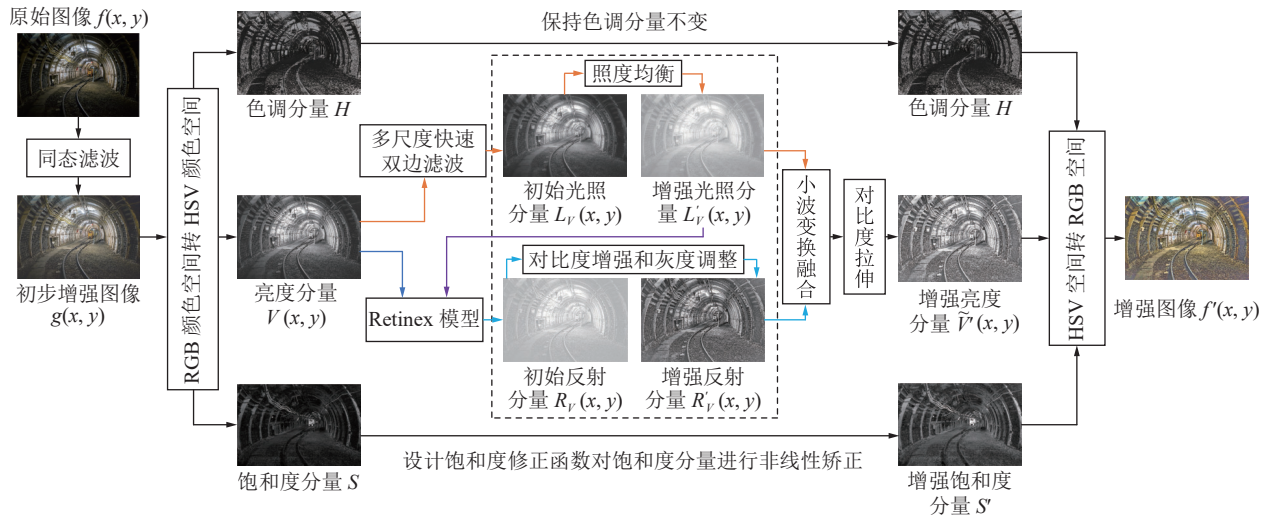 原始图像 f(x, y)
同态滤波
初步增强图像
g(x, y)
RGB 颜色空间转 HSV 颜色空间
色调分量 H
保持色调分量不变
色调分量 H
亮度分量
V(x, y)
多尺度快速
双边滤波
Retinex 模型
照度均衡
初始光照
分量 L_V(x, y)
增强光照分
量 L'_V(x, y)
对比度增强和灰度调整
初始反射
分量 R_V(x, y)
增强反射
分量 R'_V(x, y)
小波变换融合
对比度拉伸
增强亮度
分量 Ṽ'(x, y)
饱和度分量 S
设计饱和度修正函数对饱和度分量进行非线性矫正
增强饱和度
分量 S'
HSV 空间转 RGB 空间
增强图像 f'(x, y)